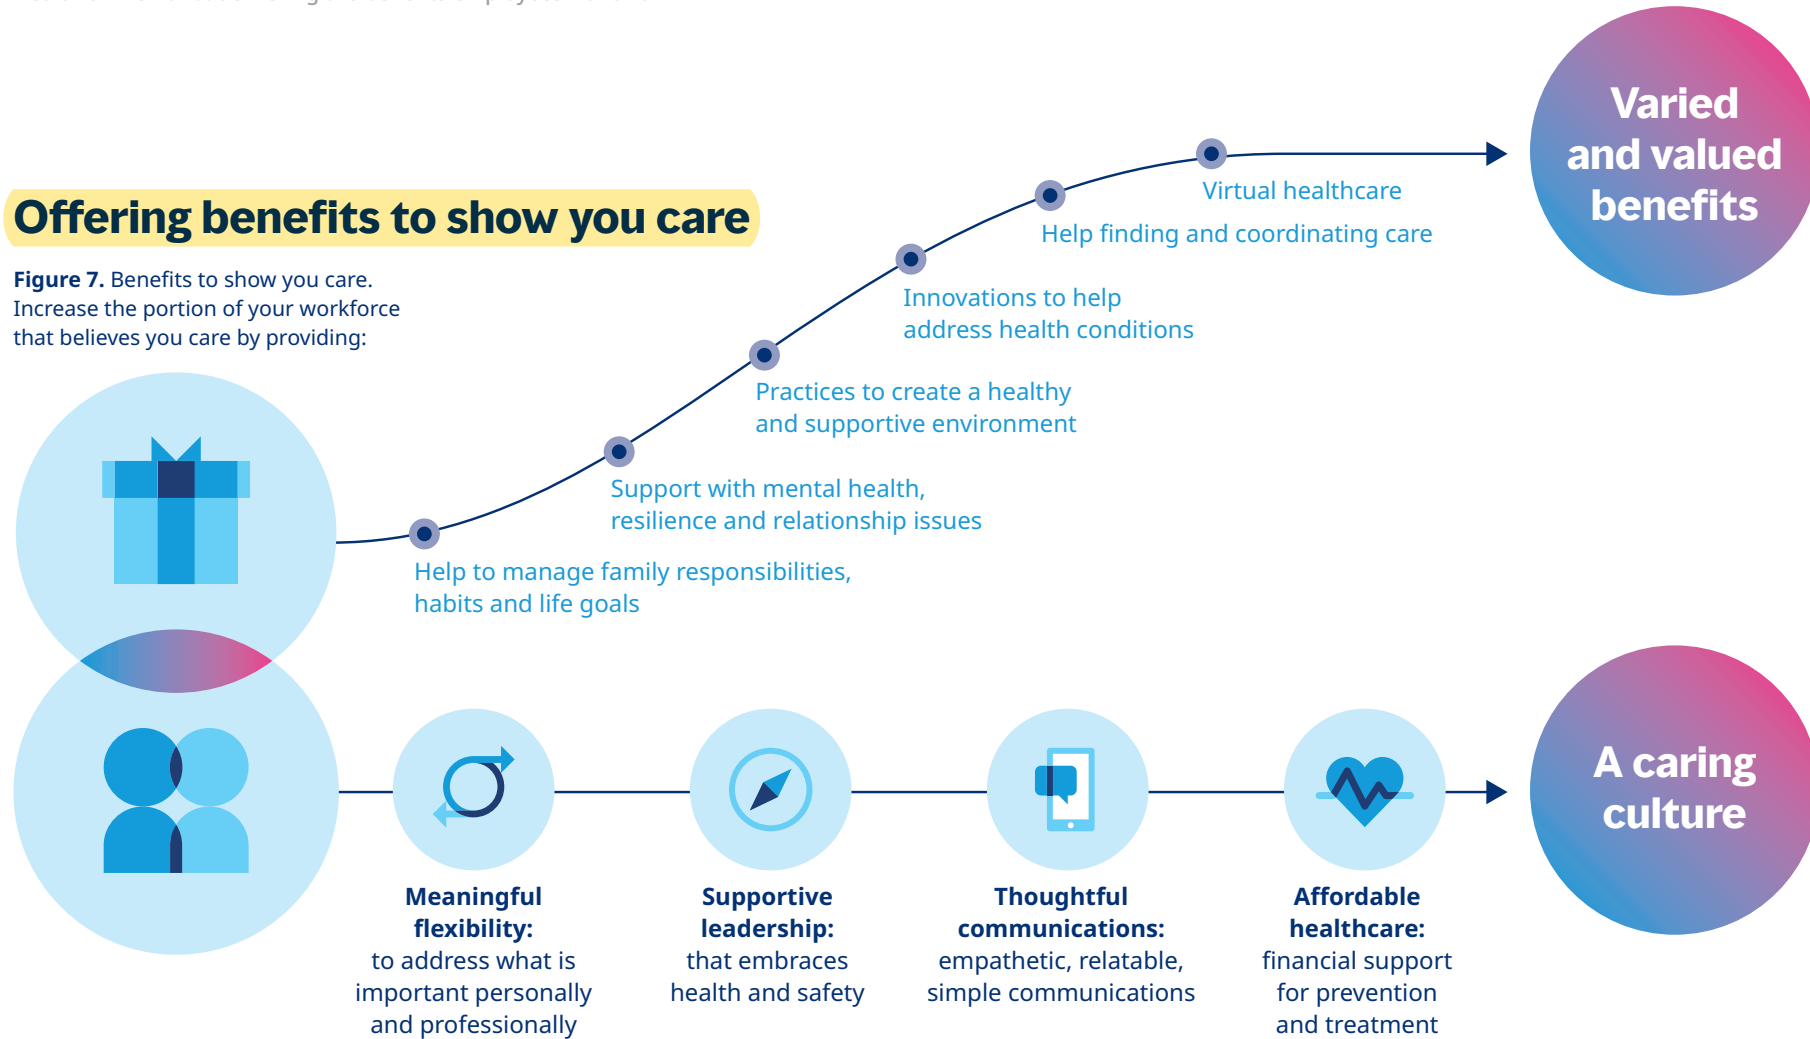 Offering benefits to show you care
Figure 7. Benefits to show you care.
Increase the portion of your workforce
that believes you care by providing:
Varied
and valued
benefits
Virtual healthcare
Help finding and coordinating care
Innovations to help
address health conditions
Practices to create a healthy
and supportive environment
Support with mental health,
resilience and relationship issues
Help to manage family responsibilities,
habits and life goals
A caring
culture
Meaningful
flexibility:
to address what is
important personally
and professionally
Supportive
leadership:
that embraces
health and safety
Thoughtful
communications:
empathetic, relatable,
simple communications
Affordable
healthcare:
financial support
for prevention
and treatment